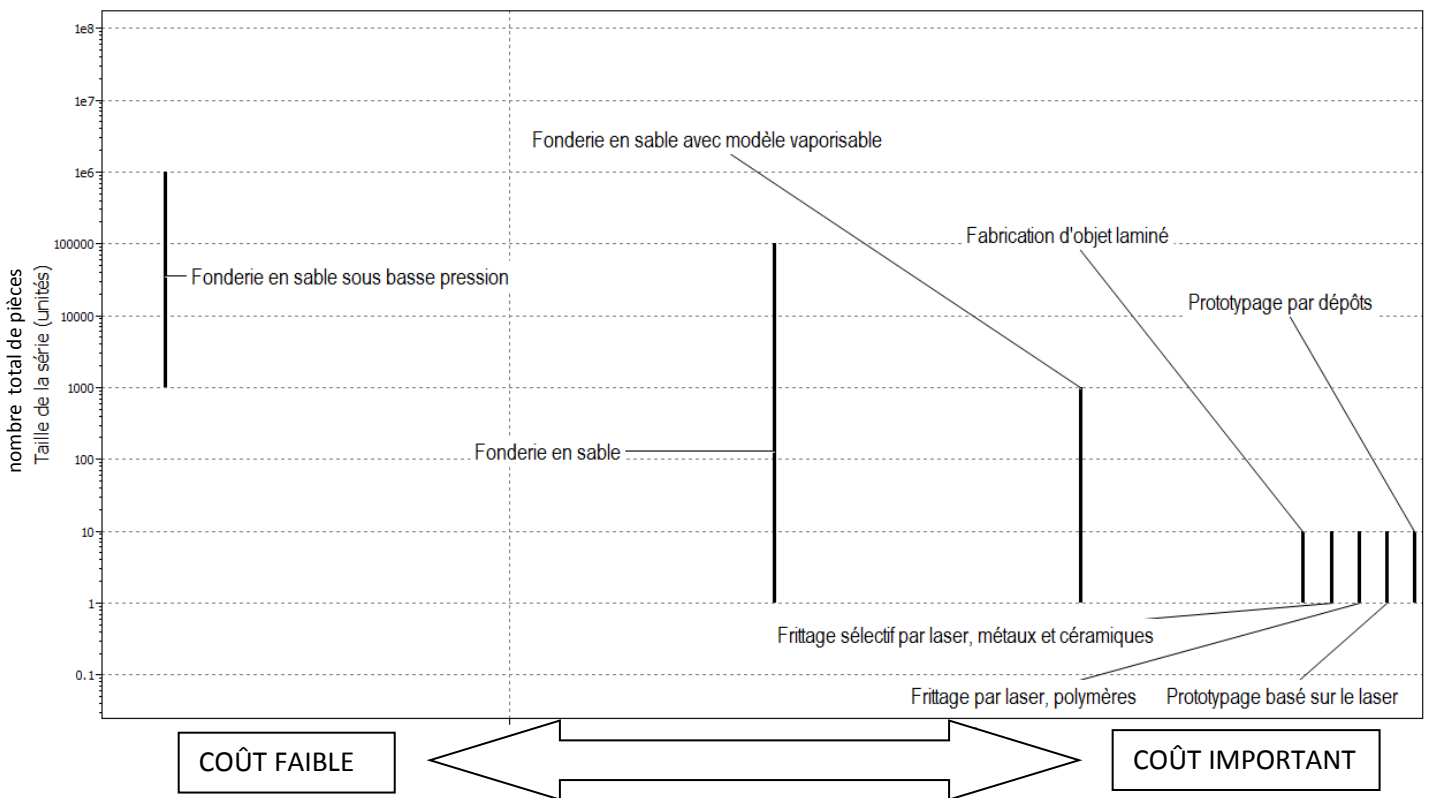 nombre total de pièces
Taille de la série (unités)
1e8
1e7
1e6
100000
10000
1000
100
10
1
0.1
Fonderie en sable avec modèle vaporisable
Fabrication d'objet laminé
Fonderie en sable sous basse pression
Prototypage par dépôts
Fonderie en sable
Frittage sélectif par laser, métaux et céramiques
Frittage par laser, polymères
Prototypage basé sur le laser
COÛT FAIBLE
COÛT IMPORTANT